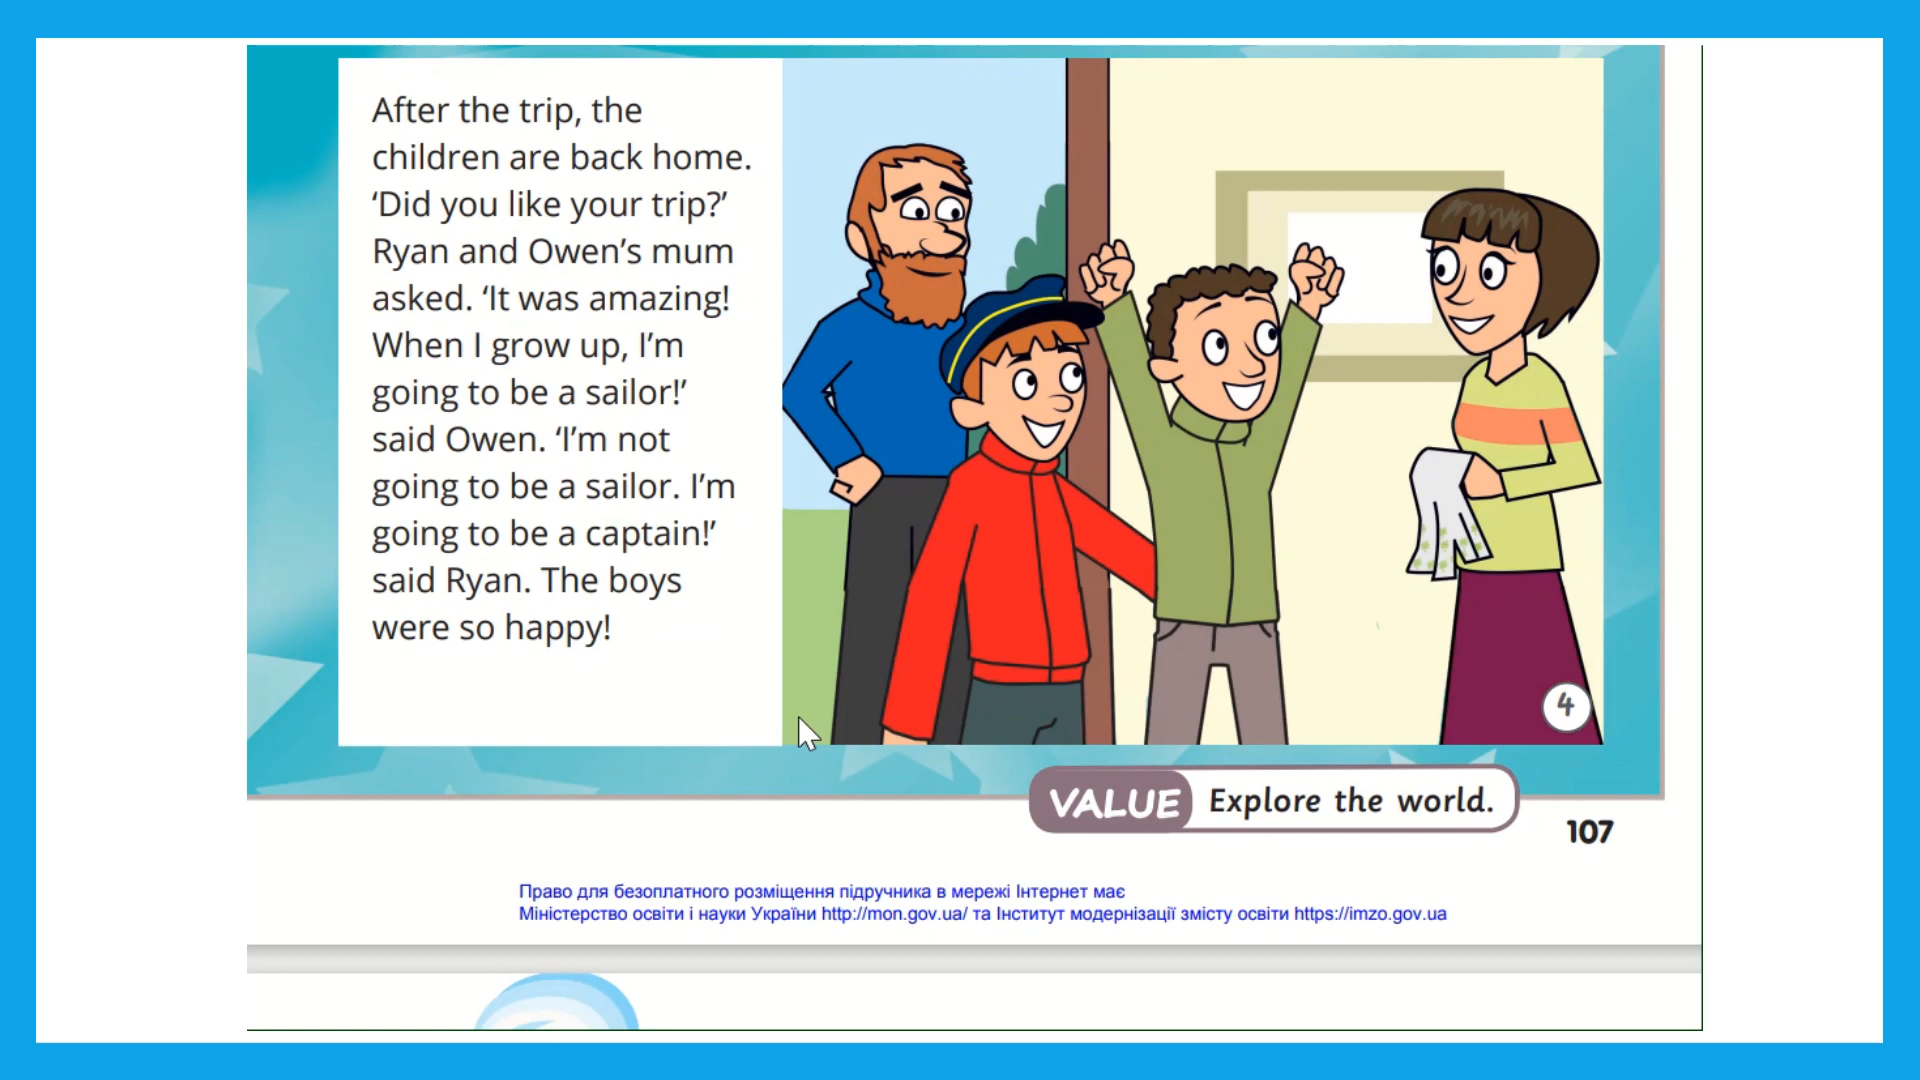 After the trip, the
children are back home.
‘Did you like your trip?’
Ryan and Owen’s mum
asked. ‘It was amazing!
When I grow up, I’m
going to be a sailor!’
said Owen. ‘I’m not
going to be a sailor. I’m
going to be a captain!’
said Ryan. The boys
were so happy!
4
VALUE Explore the world.
107
Право для безоплатного розміщення підручника в мережі Інтернет має
Міністерство освіти і науки України http://mon.gov.ua/ та Інститут модернізації змісту освіти https://imzo.gov.ua